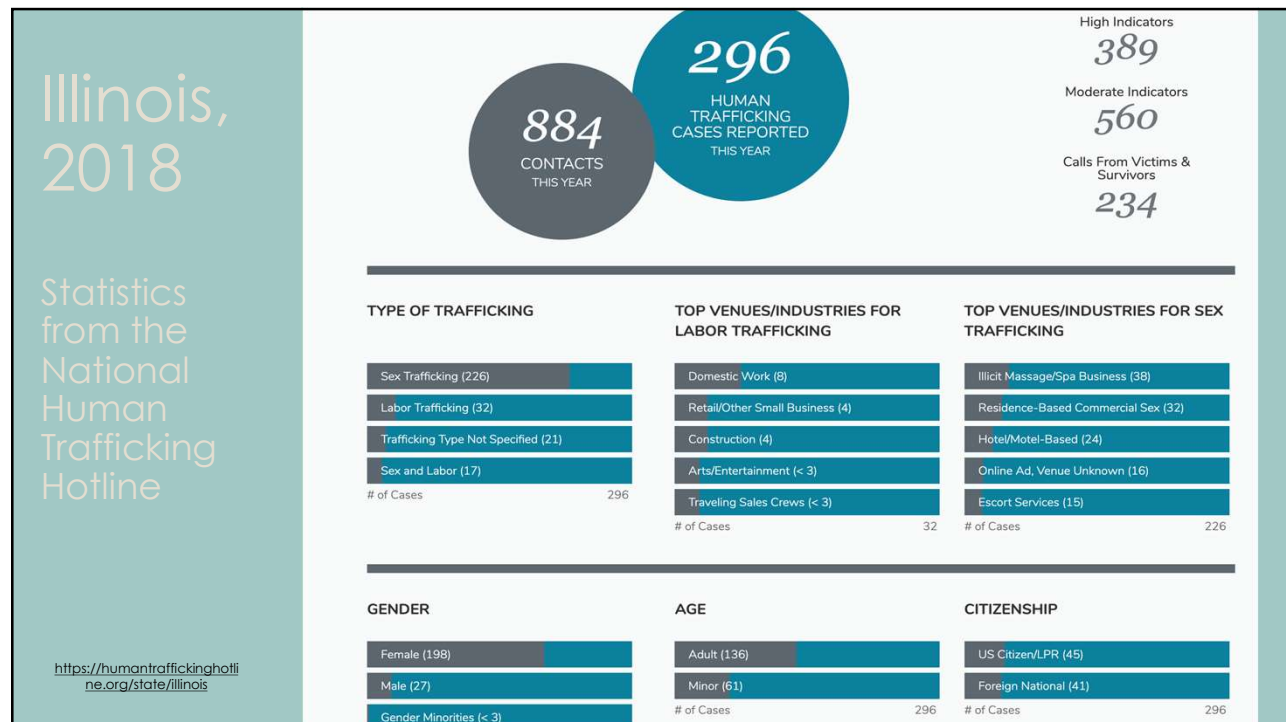 Illinois,
2018
Statistics
from the
National
Human
Trafficking
Hotline
https://humantraffickinghotli
ne.org/state/illinois
884
CONTACTS
THIS YEAR
296
HUMAN
TRAFFICKING
CASES REPORTED
THIS YEAR
High Indicators
389
Moderate Indicators
560
Calls From Victims &
Survivors
234
TYPE OF TRAFFICKING
Sex Trafficking (226)
Labor Trafficking (32)
Trafficking Type Not Specified (21)
Sex and Labor (17)
# of Cases 296
TOP VENUES/INDUSTRIES FOR
LABOR TRAFFICKING
Domestic Work (8)
Retail/Other Small Business (4)
Construction (4)
Arts/Entertainment (< 3)
Traveling Sales Crews (< 3)
# of Cases 32
TOP VENUES/INDUSTRIES FOR SEX
TRAFFICKING
Illicit Massage/Spa Business (38)
Residence-Based Commercial Sex (32)
Hotel/Motel-Based (24)
Online Ad, Venue Unknown (16)
Escort Services (15)
# of Cases 226
GENDER
Female (198)
Male (27)
Gender Minorities (< 3)
AGE
Adult (136)
Minor (61)
# of Cases 296
CITIZENSHIP
US Citizen/LPR (45)
Foreign National (41)
# of Cases 296